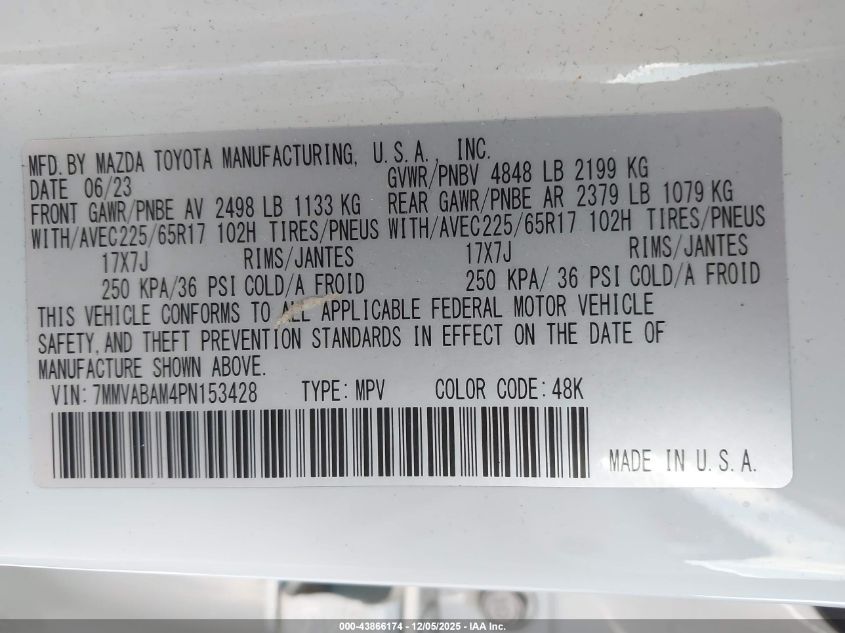 MFD. BY MAZDA TOYOTA MANUFACTURING, U.S.A., INC.
DATE 06/23 GVWR/PNBV 4848 LB 2199 KG
FRONT GAWR/PNBE AV 2498 LB 1133 KG REAR GAWR/PNBE AR 2379 LB 1079 KG
WITH/AVEC 225/65R17 102H TIRES/PNEUS WITH/AVEC 225/65R17 102H TIRES/PNEUS
17X7J RIMS/JANTES 17X7J RIMS/JANTES
250 KPA/36 PSI COLD/A FROID 250 KPA/ 36 PSI COLD/A FROID
THIS VEHICLE CONFORMS TO ALL APPLICABLE FEDERAL MOTOR VEHICLE
SAFETY, AND THEFT PREVENTION STANDARDS IN EFFECT ON THE DATE OF
MANUFACTURE SHOWN ABOVE.
VIN: 7MMVABAM4PN153428 TYPE: MPV COLOR CODE: 48K
MADE IN U.S.A.
000-43866174 - 12/05/2025 - IAA Inc.